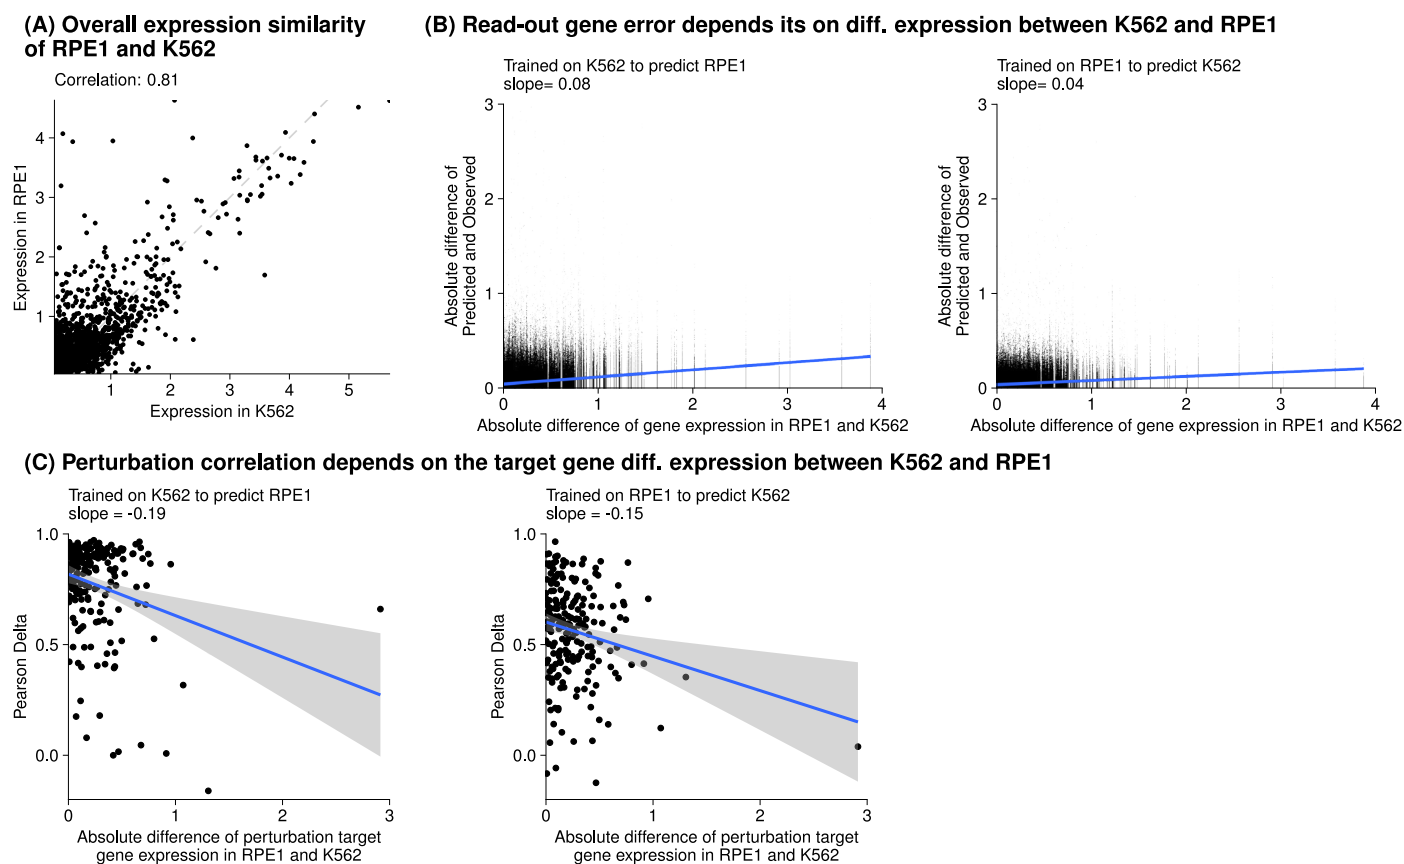 (A) Overall expression similarity
of RPE1 and K562
Correlation: 0.81
4
3
2
1
Expression in RPE1
1
2
3
4
5
Expression in K562
(B) Read-out gene error depends its on diff. expression between K562 and RPE1
Trained on K562 to predict RPE1
slope= 0.08
3
2
1
0
Absolute difference of
Predicted and Observed
0
1
2
3
4
Absolute difference of gene expression in RPE1 and K562
Trained on RPE1 to predict K562
slope= 0.04
3
2
1
0
Absolute difference of
Predicted and Observed
0
1
2
3
4
Absolute difference of gene expression in RPE1 and K562
(C) Perturbation correlation depends on the target gene diff. expression between K562 and RPE1
Trained on K562 to predict RPE1
slope = -0.19
1.0
0.5
0.0
Pearson Delta
0
1
2
3
Absolute difference of perturbation target
gene expression in RPE1 and K562
Trained on RPE1 to predict K562
slope = -0.15
1.0
0.5
0.0
Pearson Delta
0
1
2
3
Absolute difference of perturbation target
gene expression in RPE1 and K562